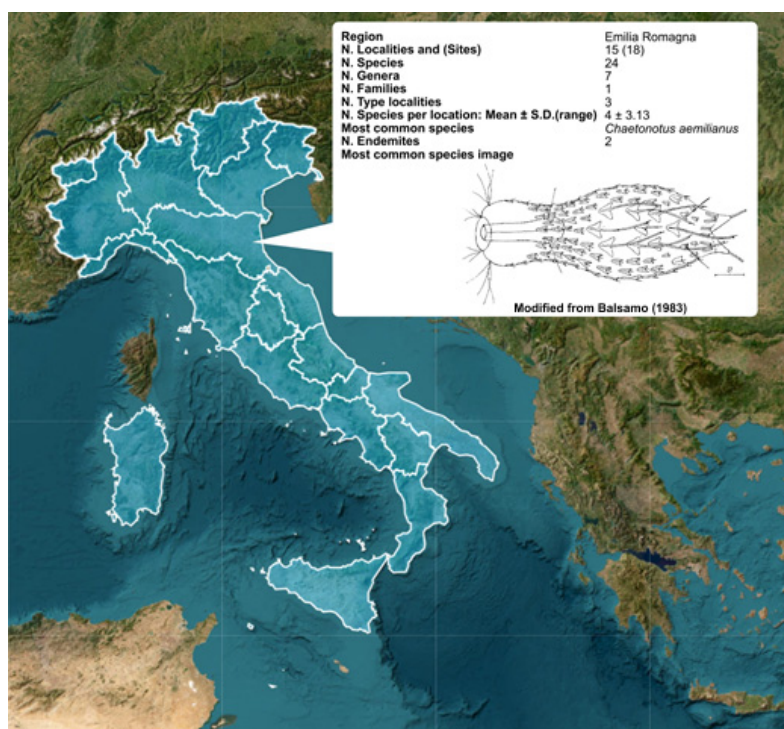 Region Emilia Romagna
N. Localities and (Sites) 15 (18)
N. Species 24
N. Genera 7
N. Families 1
N. Type localities 3
N. Species per location: Mean ± S.D.(range) 4 ± 3.13
Most common species Chaetonotus aemilianus
N. Endemites 2
Most common species image
Modified from Balsamo (1983)